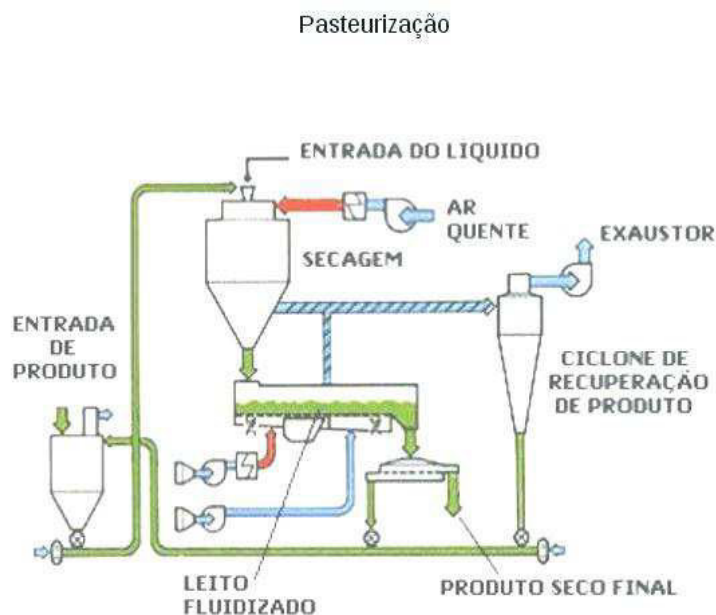 Pasteurização
ENTRADA DO LIQUIDO
AR
QUENTE
EXAUSTOR
SECAGEM
ENTRADA
DE
PRODUTO
CICLONE DE
RECUPERAÇÃO
DE PRODUTO
LEITO
FLUIDIZADO
PRODUTO SECO FINAL